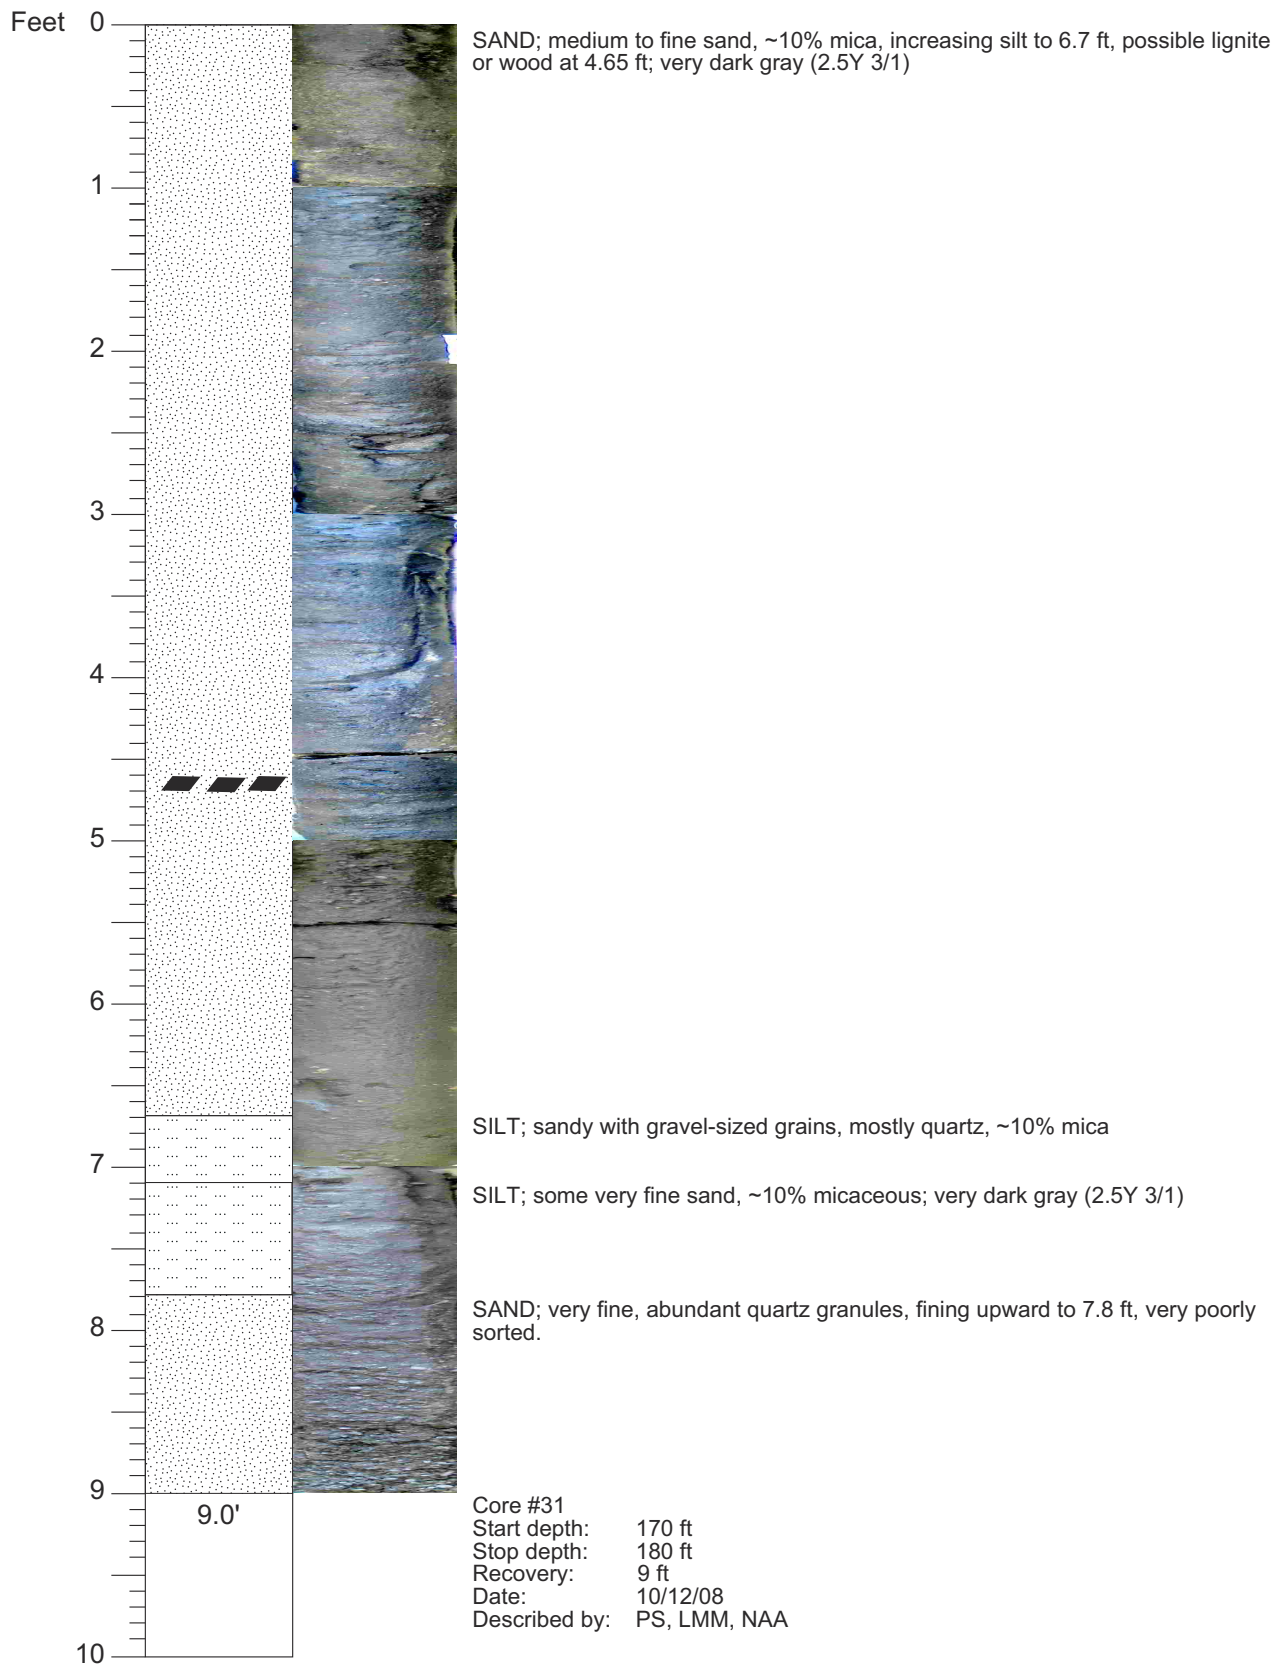 Feet 0
SAND; medium to fine sand, ~10% mica, increasing silt to 6.7 ft, possible lignite
or wood at 4.65 ft; very dark gray (2.5Y 3/1)
1
2
3
4
5
6
SILT; sandy with gravel-sized grains, mostly quartz, ~10% mica
7
SILT; some very fine sand, ~10% micaceous; very dark gray (2.5Y 3/1)
SAND; very fine, abundant quartz granules, fining upward to 7.8 ft, very poorly
sorted.
8
9
9.0'
Core #31
Start depth: 170 ft
Stop depth: 180 ft
Recovery: 9 ft
Date: 10/12/08
Described by: PS, LMM, NAA
10